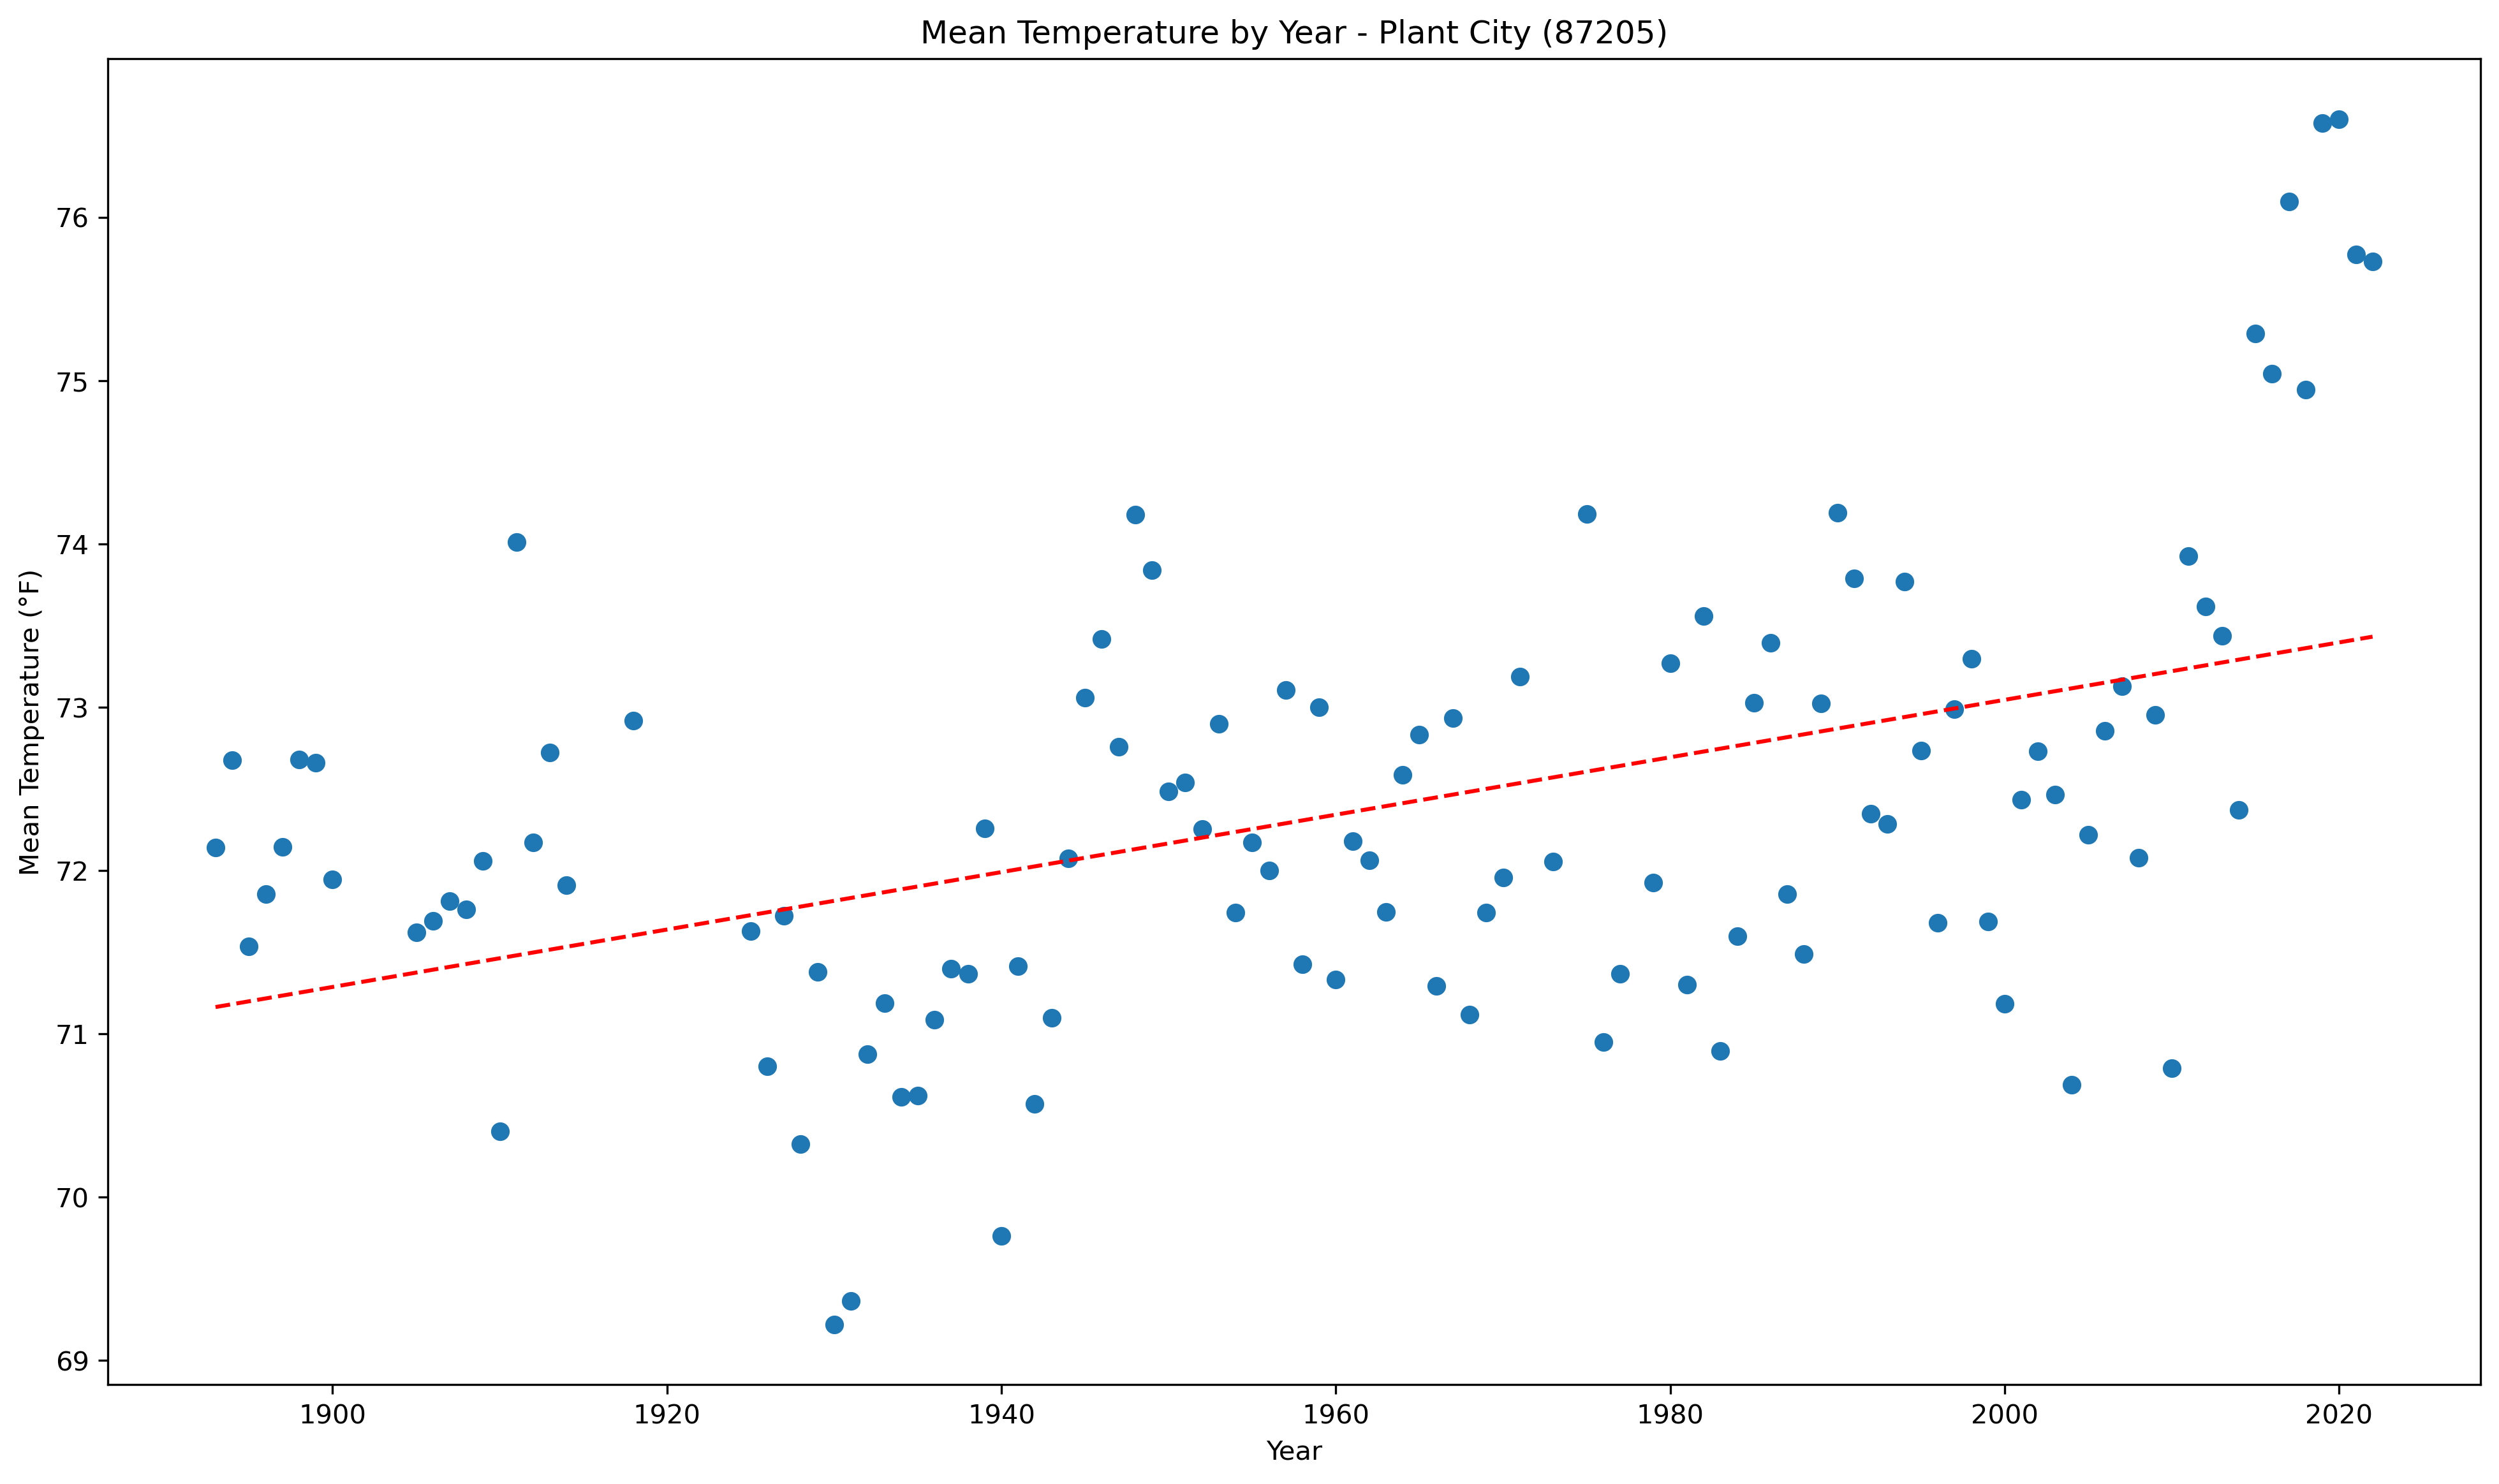 Mean Temperature by Year - Plant City (87205)
Mean Temperature (°F)
76
75
74
73
72
71
70
69
1900 1920 1940 1960 1980 2000 2020
Year